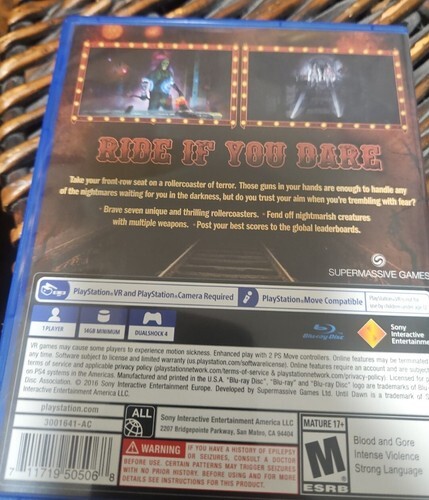 RIDE IF YOU DARE
Take your front-row seat on a rollercoaster of terror. Those guns in your hands are enough to handle any
of the nightmares waiting for you in the darkness, but do you trust your aim when you're trembling with fear?
· Brave seven unique and thrilling rollercoasters. · Fend off nightmarish creatures
with multiple weapons. · Post your best scores to the global leaderboards.
SUPERMASSIVE GAMES
PlayStation®VR and PlayStation®Camera Required
PlayStation®Move Compatible
1 PLAYER
14GB MINIMUM
DUALSHOCK 4
Blu-ray Disc
Sony
Interactive
Entertainment
VR games may cause some players to experience motion sickness. Enhanced play with 2 PS Move controllers. Online features may be terminated
any time. Software subject to license and limited warranty (us.playstation.com/softwarelicense). Online features require an account and are subject
terms of service and applicable privacy policy (playstationnetwork.com/terms-of-service & playstationnetwork.com/privacy-policy). Licensed for
on PS4 systems in the Americas. Manufactured and printed in the U.S.A. "Blu-ray Disc", "Blu-ray" and "Blu-ray Disc" logos are trademarks of Blu
Disc Association. © 2016 Sony Interactive Entertainment Europe. Developed by Supermassive Games Ltd. Until Dawn is a trademark of
Interactive Entertainment America LLC.
playstation.com
3001641-AC
7 11719 50506 8
ALL
Sony Interactive Entertainment America LLC
2207 Bridgepointe Parkway, San Mateo, CA 94404
WARNING
IF YOU HAVE A HISTORY OF EPILEPSY
OR SEIZURES, CONSULT A DOCTOR
BEFORE USE. CERTAIN PATTERNS MAY TRIGGER SEIZURES
WITH NO PRIOR HISTORY. BEFORE USING AND FOR MORE
DETAILS SEE INSTRUCTIONS FOR THIS PRODUCT.
MATURE 17+
M
ESRB
Blood and Gore
Intense Violence
Strong Language